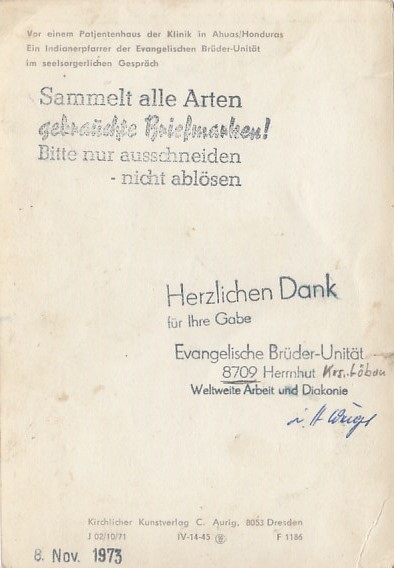 Vor einem Patientenhaus der Klinik in Ahuas/Honduras
Ein Indianerpfarrer der Evangelischen Brüder-Unität
im seelsorgerlichen Gespräch
Sammelt alle Arten
gebrauchte Briefmarken!
Bitte nur ausschneiden
- nicht ablösen
Herzlichen Dank
für Ihre Gabe
Evangelische Brüder-Unität
8709 Herrnhut Krs. Löbau
Weltweite Arbeit und Diakonie
Kirchlicher Kunstverlag C. Aurig, 8053 Dresden
J 02/10/71 IV-14-45 F 1186
8. Nov. 1973